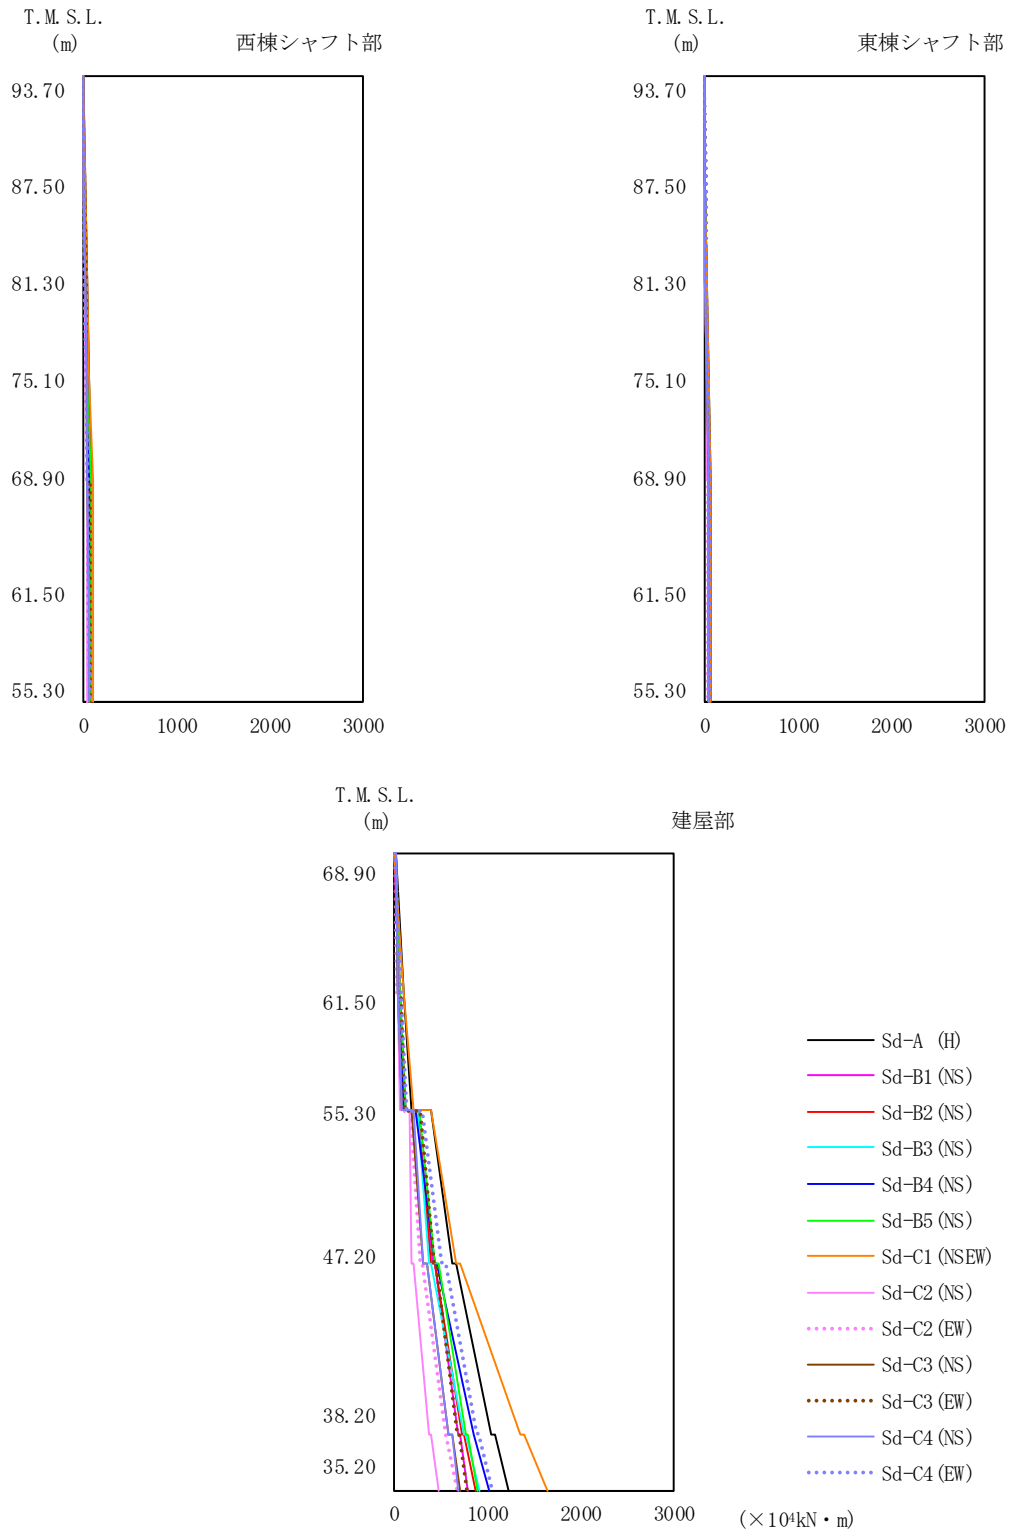 T.M.S.L.
(m)
西棟シャフト部
93.70
87.50
81.30
75.10
68.90
61.50
55.30
0 1000 2000 3000
T.M.S.L.
(m)
東棟シャフト部
93.70
87.50
81.30
75.10
68.90
61.50
55.30
0 1000 2000 3000
T.M.S.L.
(m)
建屋部
68.90
61.50
55.30
47.20
38.20
35.20
0 1000 2000 3000
(×10⁴kN・m)
Sd-A (H)
Sd-B1(NS)
Sd-B2(NS)
Sd-B3(NS)
Sd-B4(NS)
Sd-B5(NS)
Sd-C1(NSEW)
Sd-C2(NS)
Sd-C2(EW)
Sd-C3(NS)
Sd-C3(EW)
Sd-C4(NS)
Sd-C4(EW)